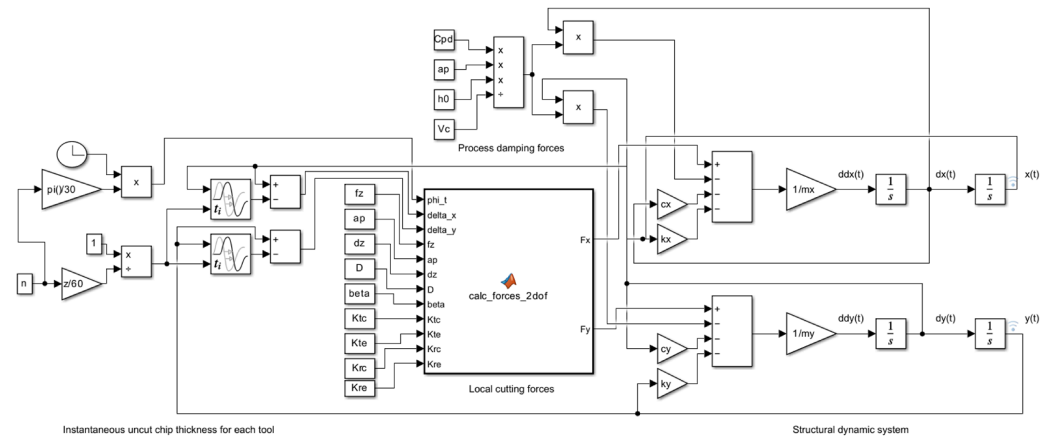 Cpd
ap
h0
Vc
x
x
x
÷
x
x
Process damping forces
pi()/30
x
n
z/60
1
x
÷
ti
ti
+
−
+
−
fz
ap
dz
D
beta
Ktc
Kte
Krc
Kre
phi_t
delta_x
delta_y
fz
ap
dz
D
beta
Ktc
Kte
Krc
Kre
calc_forces_2dof
Fx
Fy
Local cutting forces
cx
kx
+
−
−
−
1/mx
ddx(t)
1
s
dx(t)
1
s
x(t)
cy
ky
+
−
−
−
1/my
ddy(t)
1
s
dy(t)
1
s
y(t)
Instantaneous uncut chip thickness for each tool
Structural dynamic system